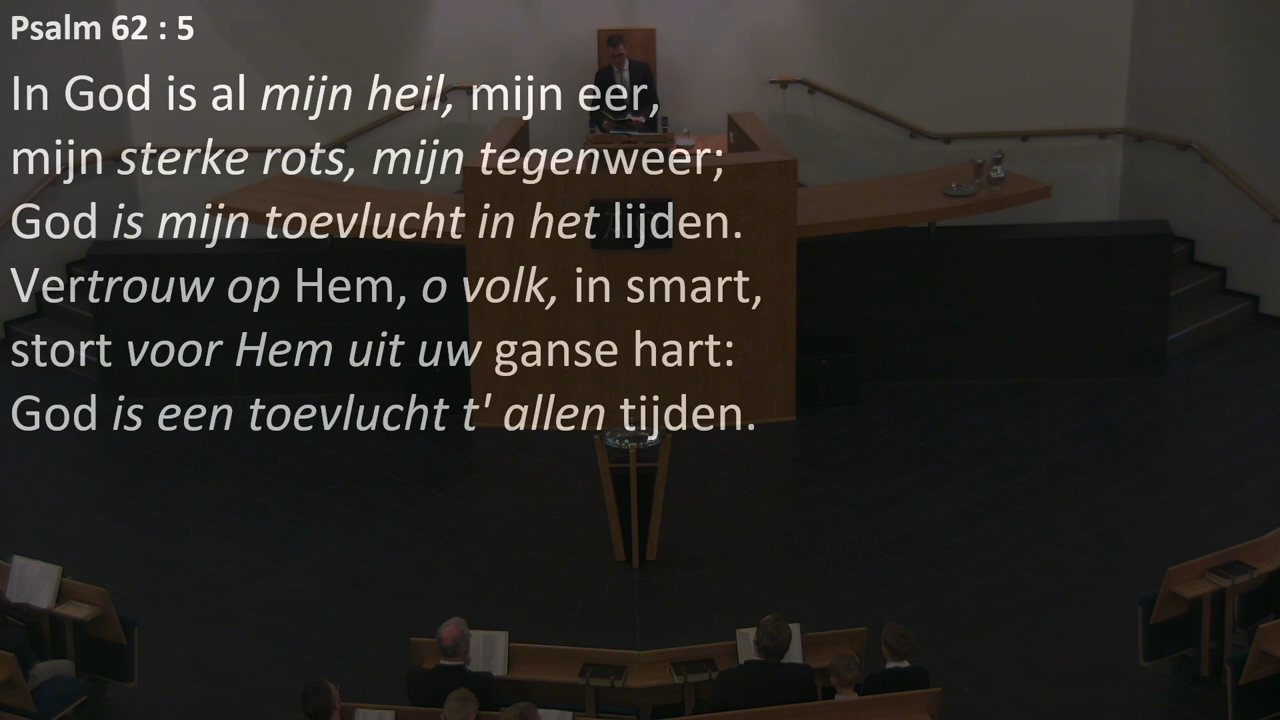 Psalm 62 : 5
In God is al mijn heil, mijn eer,
mijn sterke rots, mijn tegenweer;
God is mijn toevlucht in het lijden.
Vertrouw op Hem, o volk, in smart,
stort voor Hem uit uw ganse hart:
God is een toevlucht t' allen tijden.